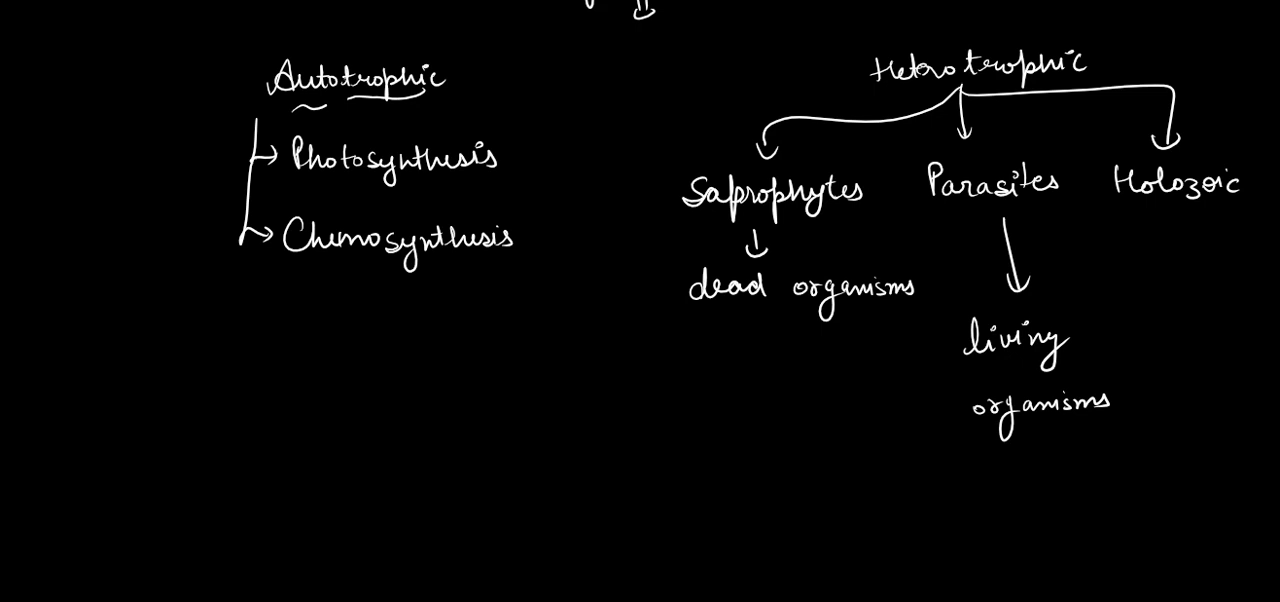 Autotrophic
Photosynthesis
Chemosynthesis
Heterotrophic
Saprophytes Parasites Holozoic
dead organisms
living
organisms